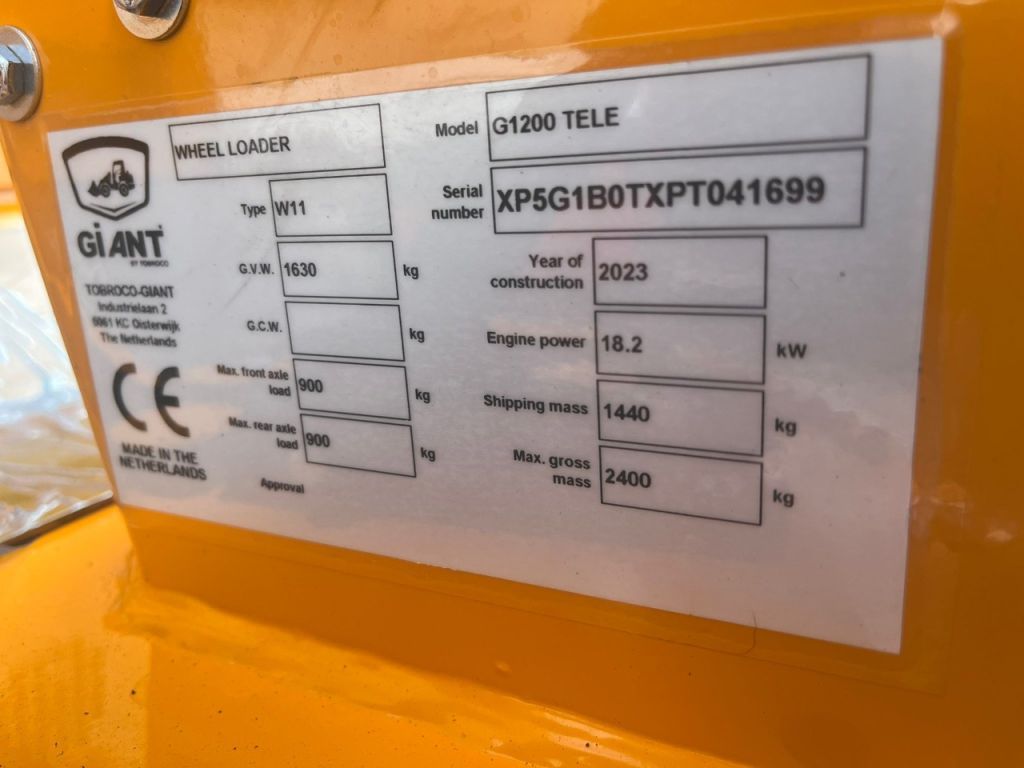 WHEEL LOADER
Type W11
G.V.W. 1630 kg
G.C.W. kg
Max. front axle
load 900 kg
Max. rear axle
load 900 kg
Approval
GiANT
BY TOBROCO
TOBROCO-GIANT
Industrielaan 2
5061 KC Oisterwijk
The Netherlands
CE
MADE IN THE
NETHERLANDS
Model G1200 TELE
Serial
number XP5G1B0TXPT041699
Year of
construction 2023
Engine power 18.2 kW
Shipping mass 1440 kg
Max. gross
mass 2400 kg